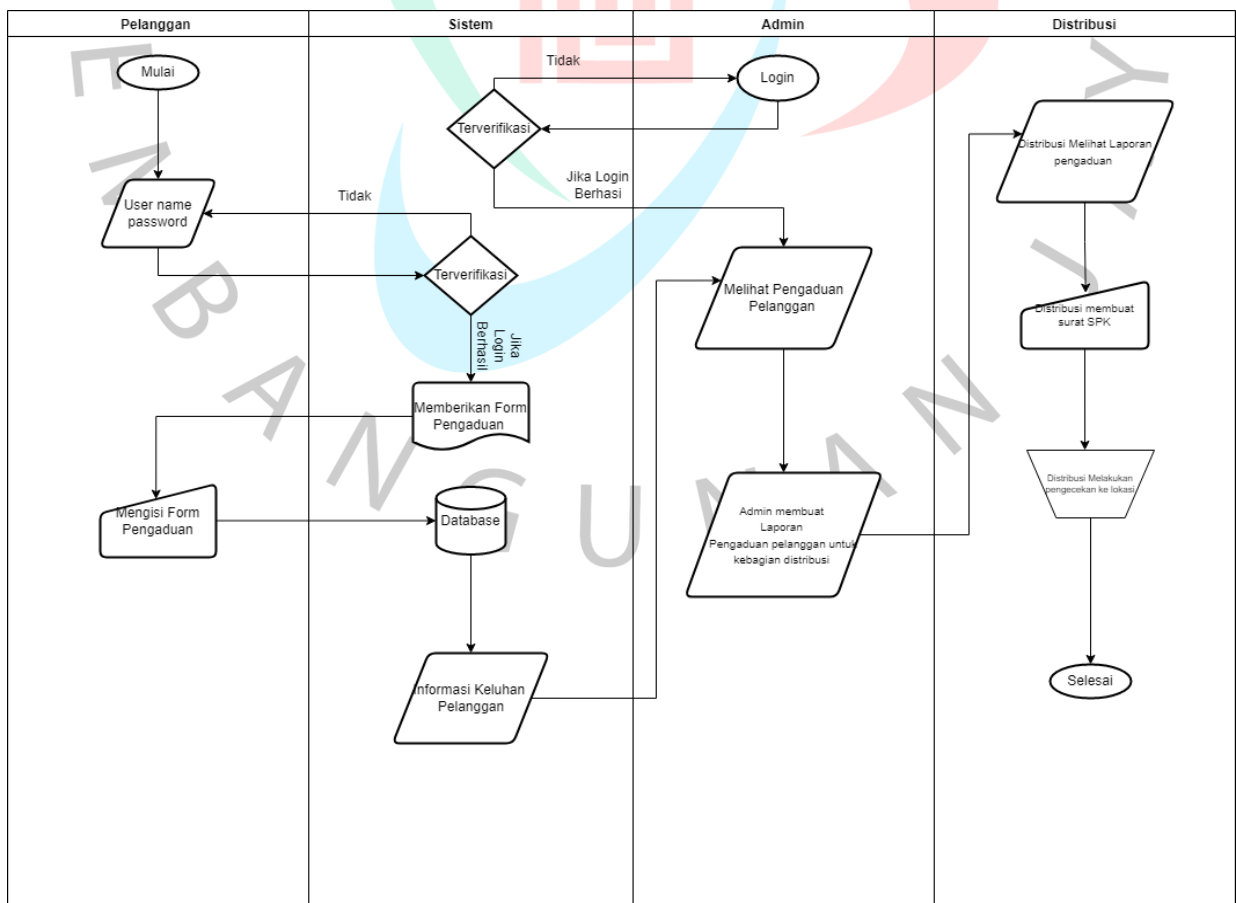 Pelanggan
Sistem
Admin
Distribusi
Mulai
Tidak
Login
Terverifikasi
Distribusi Melihat Laporan
pengaduan
Jika Login
Berhasi
User name
password
Tidak
Terverifikasi
Melihat Pengaduan
Pelanggan
Distribusi membuat
surat SPK
Jika
Login
Berhasil
Memberikan Form
Pengaduan
Mengisi Form
Pengaduan
Database
Distribusi Melakukan
pengecekan ke lokasi
Admin membuat
Laporan
Pengaduan pelanggan untuk
kebagian distribusi
Informasi Keluhan
Pelanggan
Selesai
E N B A N G U N A N J A Y